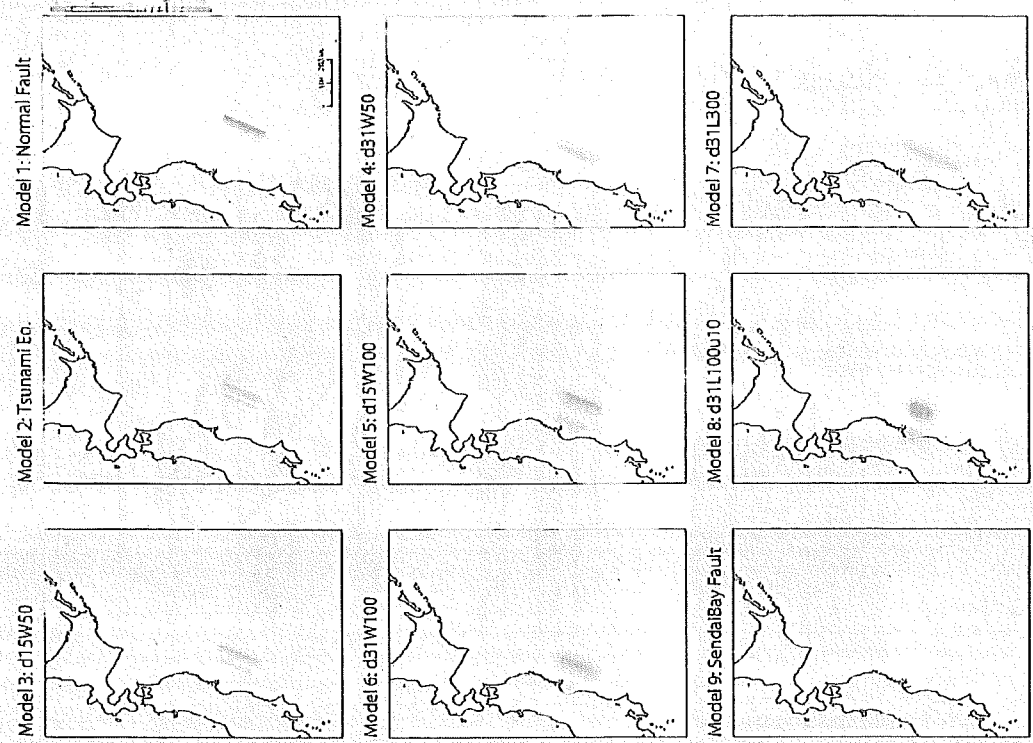 Model 1: Normal Fault
Model 2: Tsunami Eq.
Model 3: d15W50
Model 4: d31W50
Model 5: d15W100
Model 6: d31W100
Model 7: d31L300
Model 8: d31L100u10
Model 9: SendaiBay Fault